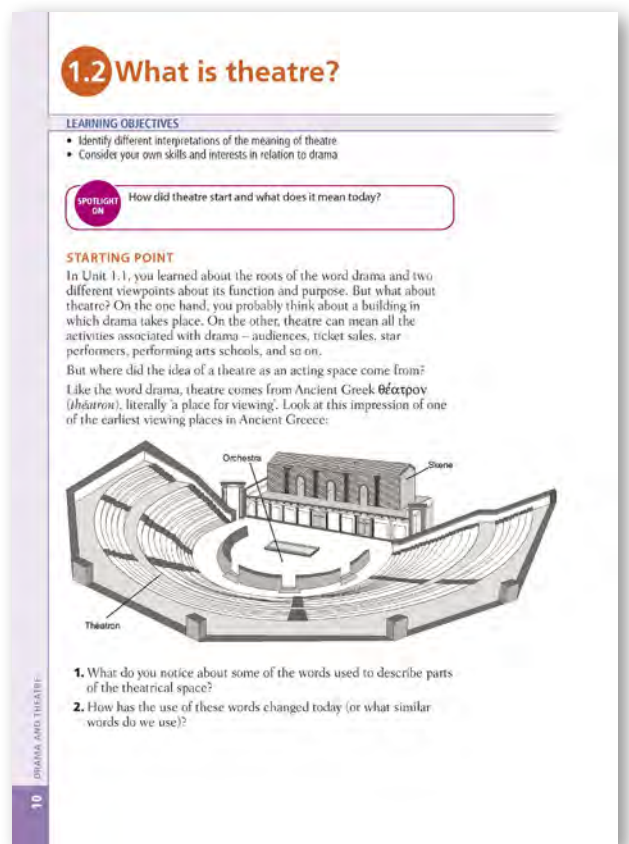 1.2 What is theatre?
LEARNING OBJECTIVES
• Identify different interpretations of the meaning of theatre
• Consider your own skills and interests in relation to drama
SPOTLIGHT
ON
How did theatre start and what does it mean today?
STARTING POINT
In Unit 1.1, you learned about the roots of the word drama and two
different viewpoints about its function and purpose. But what about
theatre? On the one hand, you probably think about a building in
which drama takes place. On the other, theatre can mean all the
activities associated with drama – audiences, ticket sales, star
performers, performing arts schools, and so on.
But where did the idea of a theatre as an acting space come from?
Like the word drama, theatre comes from Ancient Greek θέατρον
(théatron), literally 'a place for viewing'. Look at this impression of one
of the earliest viewing places in Ancient Greece:
Orchestra
Skene
Theatron
1. What do you notice about some of the words used to describe parts
of the theatrical space?
2. How has the use of these words changed today (or what similar
words do we use)?
DRAMA AND THEATRE
10